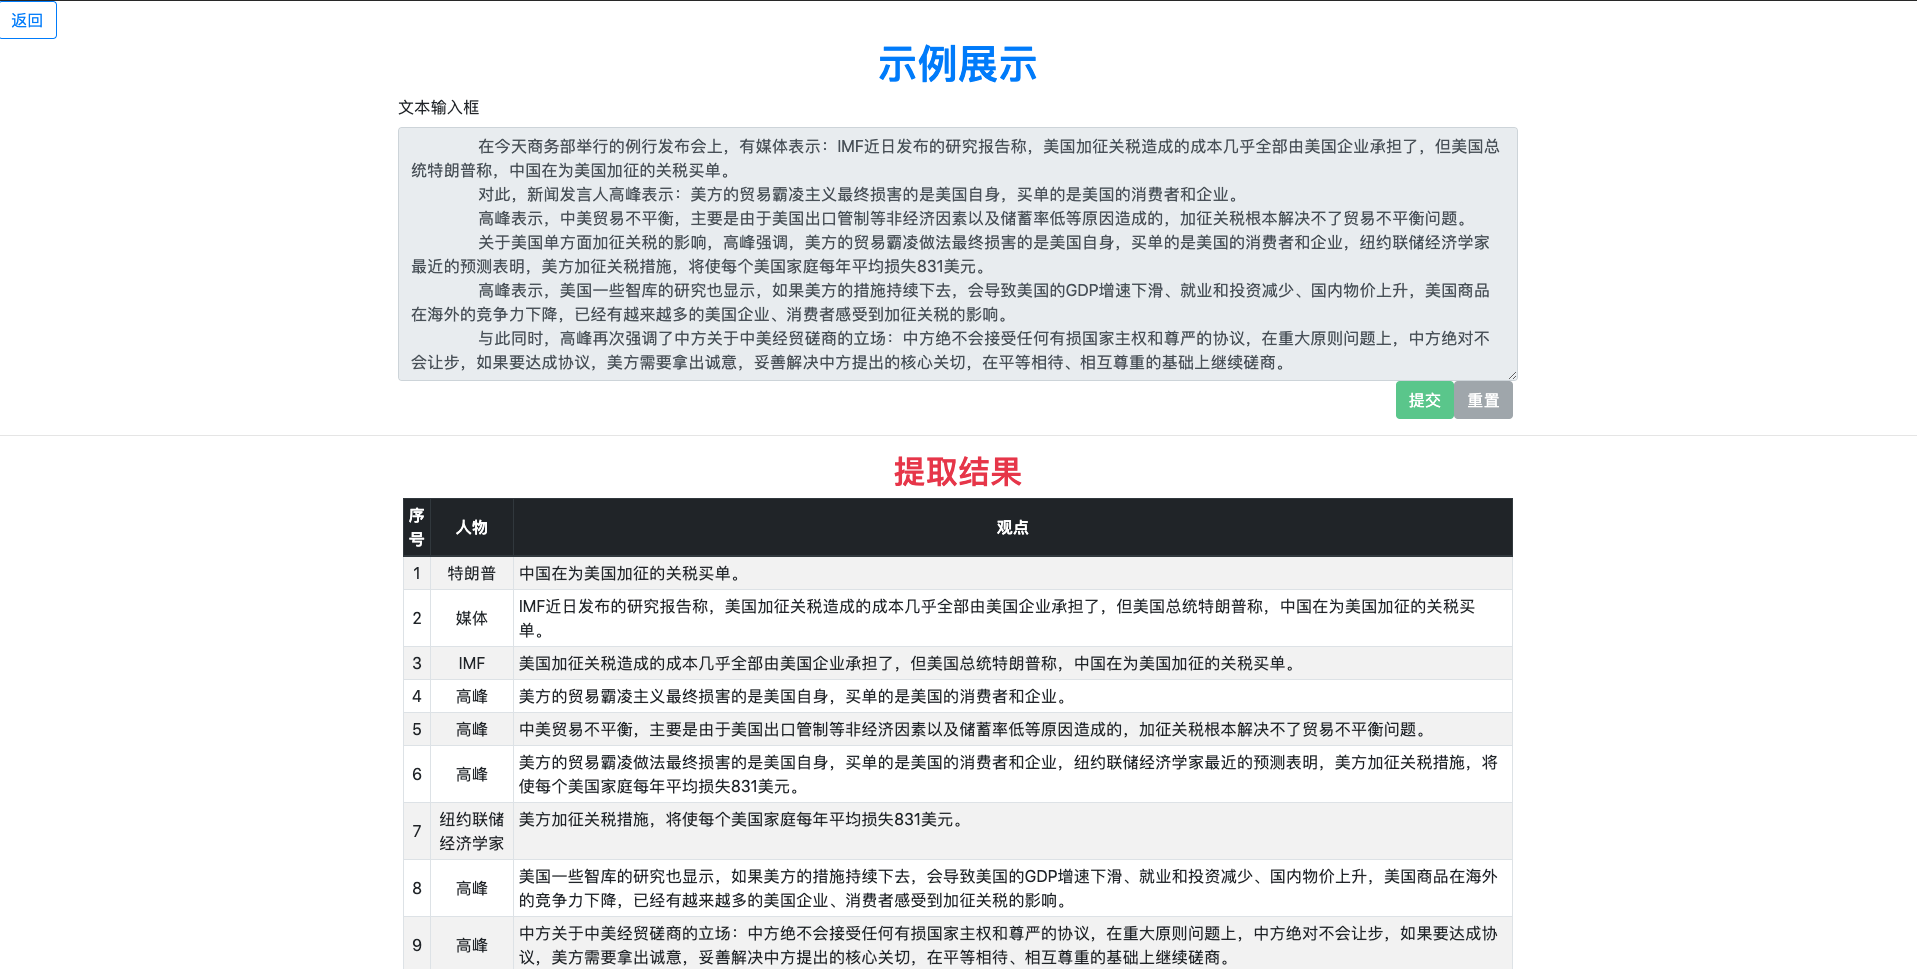 返回
示例展示
文本输入框
在今天商务部举行的例行发布会上，有媒体表示：IMF近日发布的研究报告称，美国加征关税造成的成本几乎全部由美国企业承担了，但美国总
统特朗普称，中国在为美国加征的关税买单。
对此，新闻发言人高峰表示：美方的贸易霸凌主义最终损害的是美国自身，买单的是美国的消费者和企业。
高峰表示，中美贸易不平衡，主要是由于美国出口管制等非经济因素以及储蓄率低等原因造成的，加征关税根本解决不了贸易不平衡问题。
关于美国单方面加征关税的影响，高峰强调，美方的贸易霸凌做法最终损害的是美国自身，买单的是美国的消费者和企业，纽约联储经济学家
最近的预测表明，美方加征关税措施，将使每个美国家庭每年平均损失831美元。
高峰表示，美国一些智库的研究也显示，如果美方的措施持续下去，会导致美国的GDP增速下滑、就业和投资减少、国内物价上升，美国商品
在海外的竞争力下降，已经有越来越多的美国企业、消费者感受到加征关税的影响。
与此同时，高峰再次强调了中方关于中美经贸磋商的立场：中方绝不会接受任何有损国家主权和尊严的协议，在重大原则问题上，中方绝对不
会让步，如果要达成协议，美方需要拿出诚意，妥善解决中方提出的核心关切，在平等相待、相互尊重的基础上继续磋商。
提交 重置
提取结果
序号 人物 观点
1 特朗普 中国在为美国加征的关税买单。
2 媒体 IMF近日发布的研究报告称，美国加征关税造成的成本几乎全部由美国企业承担了，但美国总统特朗普称，中国在为美国加征的关税买
单。
3 IMF 美国加征关税造成的成本几乎全部由美国企业承担了，但美国总统特朗普称，中国在为美国加征的关税买单。
4 高峰 美方的贸易霸凌主义最终损害的是美国自身，买单的是美国的消费者和企业。
5 高峰 中美贸易不平衡，主要是由于美国出口管制等非经济因素以及储蓄率低等原因造成的，加征关税根本解决不了贸易不平衡问题。
6 高峰 美方的贸易霸凌做法最终损害的是美国自身，买单的是美国的消费者和企业，纽约联储经济学家最近的预测表明，美方加征关税措施，将
使每个美国家庭每年平均损失831美元。
7 纽约联储经济学家 美方加征关税措施，将使每个美国家庭每年平均损失831美元。
8 高峰 美国一些智库的研究也显示，如果美方的措施持续下去，会导致美国的GDP增速下滑、就业和投资减少、国内物价上升，美国商品在海外
的竞争力下降，已经有越来越多的美国企业、消费者感受到加征关税的影响。
9 高峰 中方关于中美经贸磋商的立场：中方绝不会接受任何有损国家主权和尊严的协议，在重大原则问题上，中方绝对不会让步，如果要达成协
议，美方需要拿出诚意，妥善解决中方提出的核心关切，在平等相待、相互尊重的基础上继续磋商。